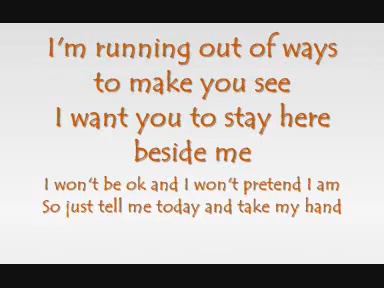 I'm running out of ways
to make you see
I want you to stay here
beside me
I won't be ok and I won't pretend I am
So just tell me today and take my hand